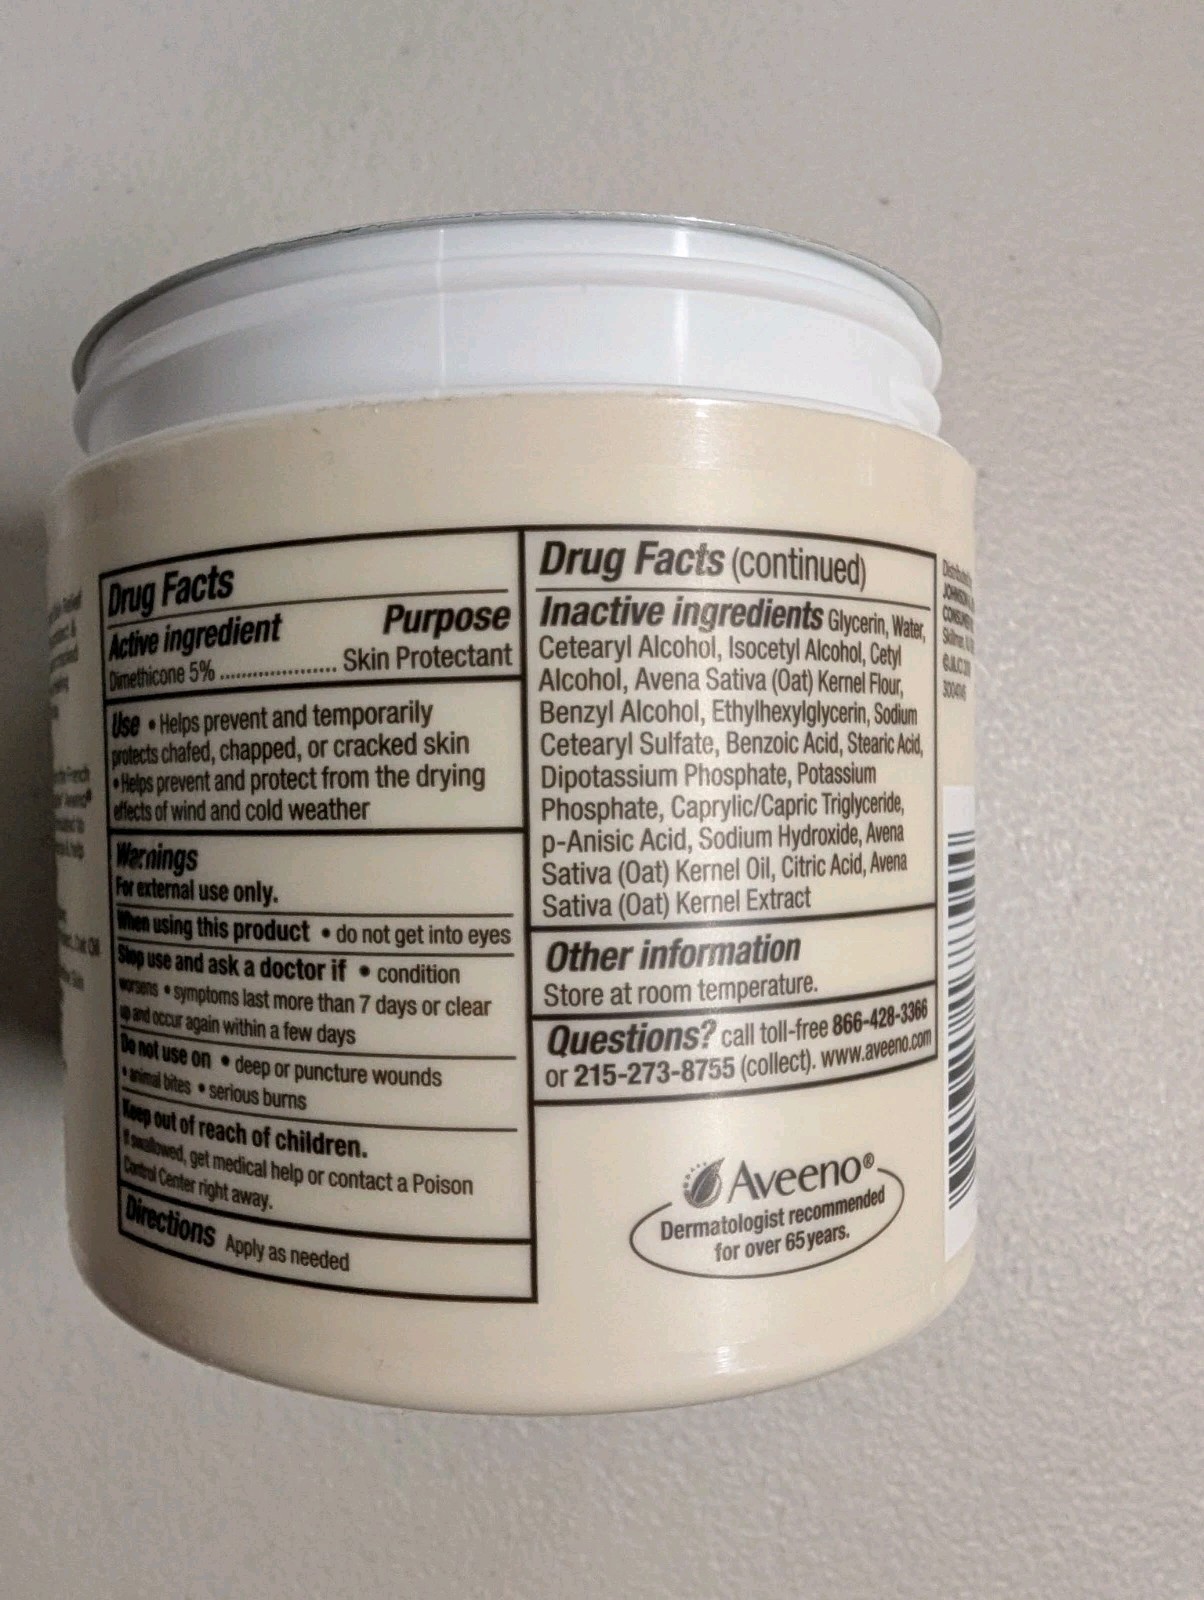 Drug Facts
Active ingredient Purpose
Dimethicone 5% .................... Skin Protectant
Use • Helps prevent and temporarily
protects chafed, chapped, or cracked skin
• Helps prevent and protect from the drying
effects of wind and cold weather
Warnings
For external use only.
When using this product • do not get into eyes
Stop use and ask a doctor if • condition
worsens • symptoms last more than 7 days or clear
up and occur again within a few days
Do not use on • deep or puncture wounds
• animal bites • serious burns
Keep out of reach of children.
If swallowed, get medical help or contact a Poison
Control Center right away.
Directions Apply as needed
Drug Facts (continued)
Inactive ingredients Glycerin, Water,
Cetearyl Alcohol, Isocetyl Alcohol, Cetyl
Alcohol, Avena Sativa (Oat) Kernel Flour,
Benzyl Alcohol, Ethylhexylglycerin, Sodium
Cetearyl Sulfate, Benzoic Acid, Stearic Acid,
Dipotassium Phosphate, Potassium
Phosphate, Caprylic/Capric Triglyceride,
p-Anisic Acid, Sodium Hydroxide, Avena
Sativa (Oat) Kernel Oil, Citric Acid, Avena
Sativa (Oat) Kernel Extract
Other information
Store at room temperature.
Questions? call toll-free 866-428-3366
or 215-273-8755 (collect). www.aveeno.com
Aveeno®
Dermatologist recommended
for over 65 years.